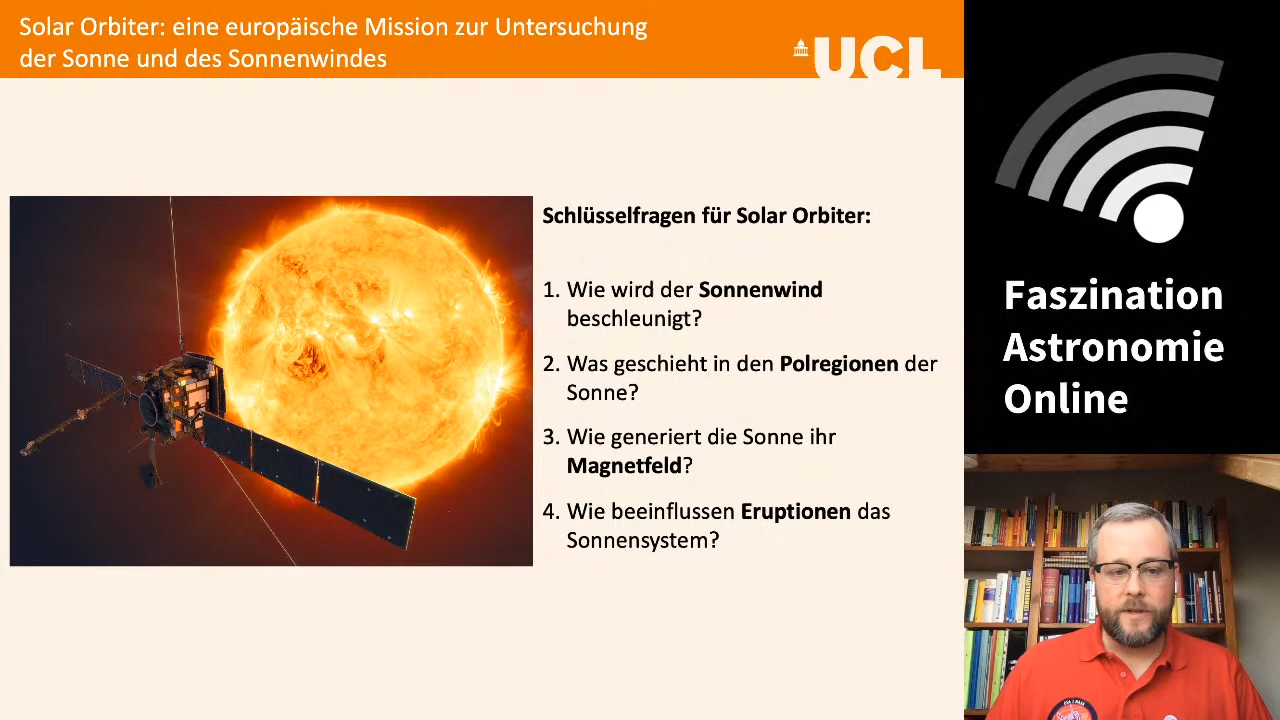 Solar Orbiter: eine europäische Mission zur Untersuchung
der Sonne und des Sonnenwindes
UCL
Schlüsselfragen für Solar Orbiter:
1. Wie wird der Sonnenwind
beschleunigt?
2. Was geschieht in den Polregionen der
Sonne?
3. Wie generiert die Sonne ihr
Magnetfeld?
4. Wie beeinflussen Eruptionen das
Sonnensystem?
Faszination
Astronomie
Online